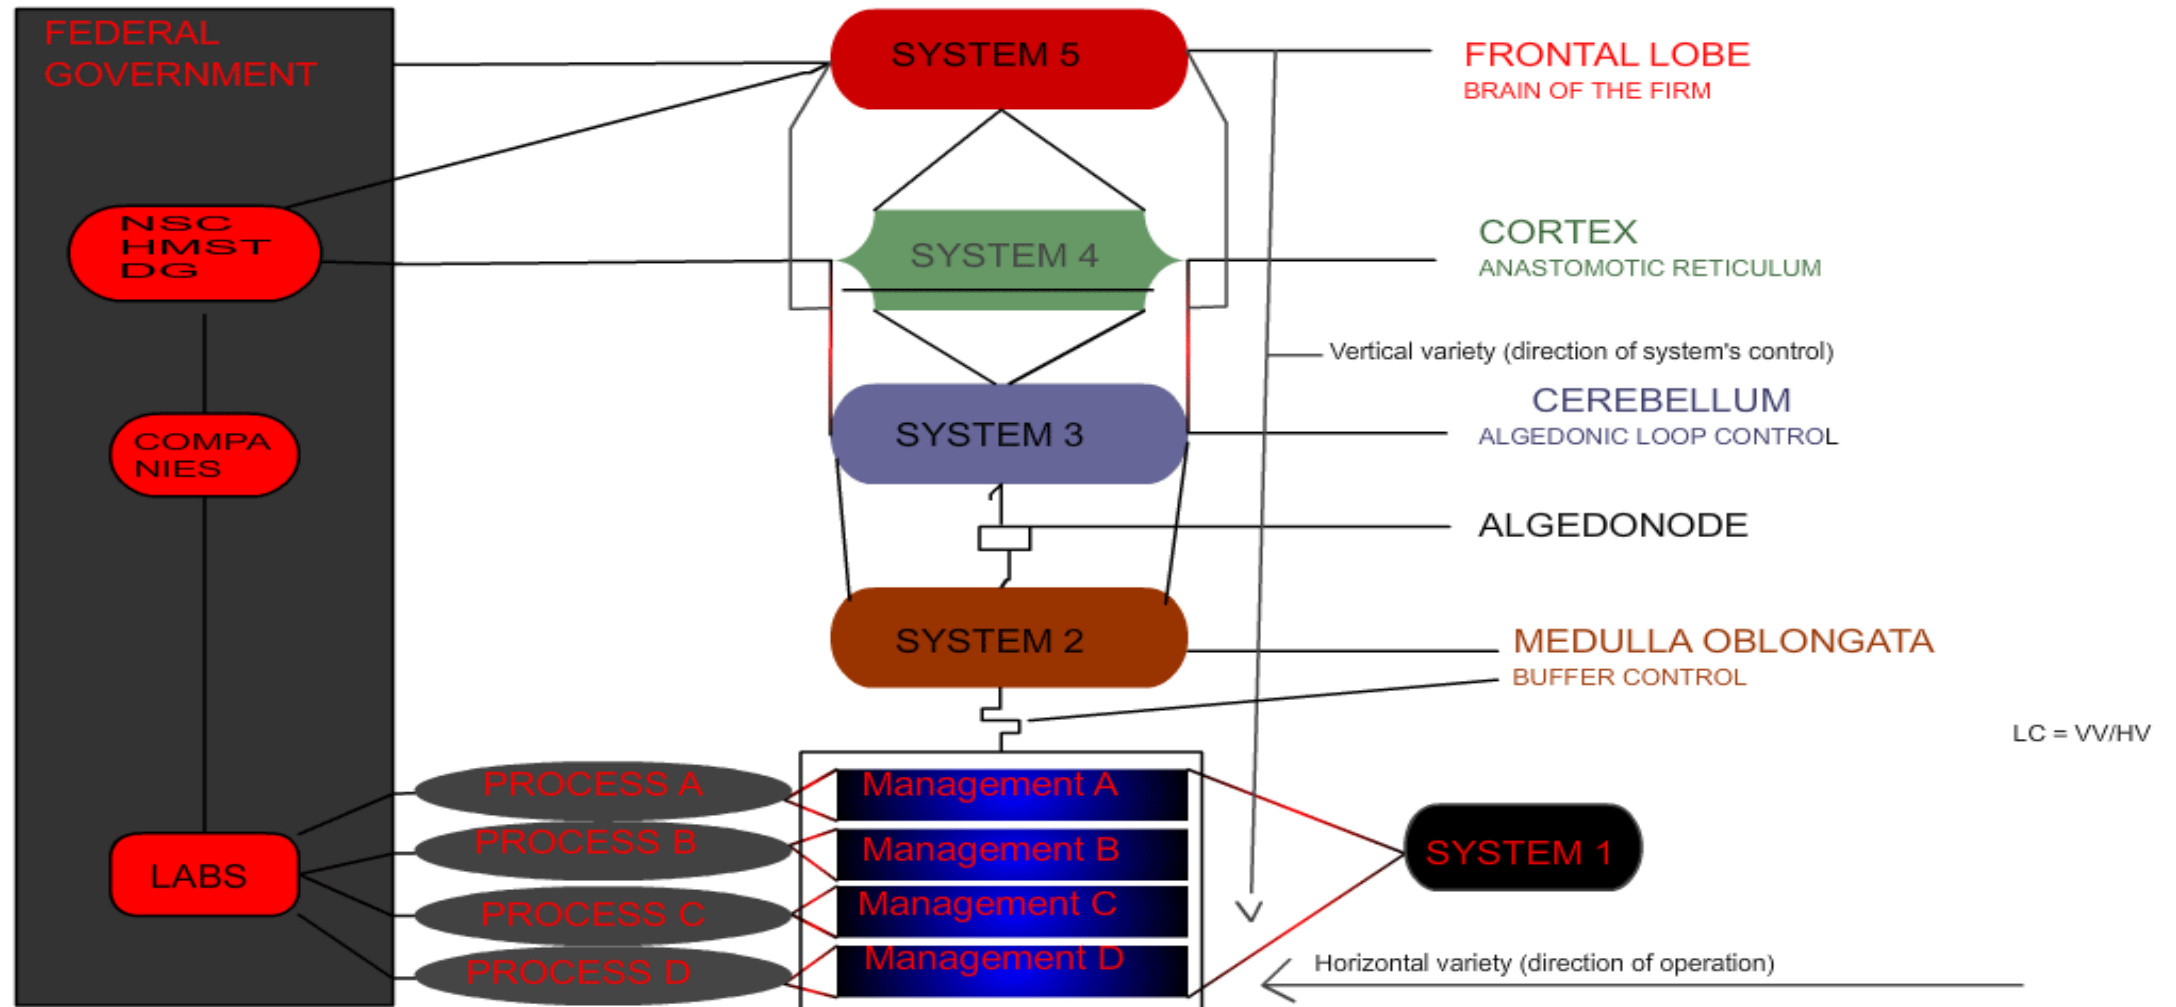 FEDERAL
GOVERNMENT
NSC
HMST
DG
COMPA
NIES
LABS
SYSTEM 5
FRONTAL LOBE
BRAIN OF THE FIRM
SYSTEM 4
CORTEX
ANASTOMOTIC RETICULUM
Vertical variety (direction of system's control)
SYSTEM 3
CEREBELLUM
ALGEDONIC LOOP CONTROL
ALGEDONODE
SYSTEM 2
MEDULLA OBLONGATA
BUFFER CONTROL
LC = VV/HV
PROCESS A
Management A
PROCESS B
Management B
PROCESS C
Management C
PROCESS D
Management D
SYSTEM 1
Horizontal variety (direction of operation)